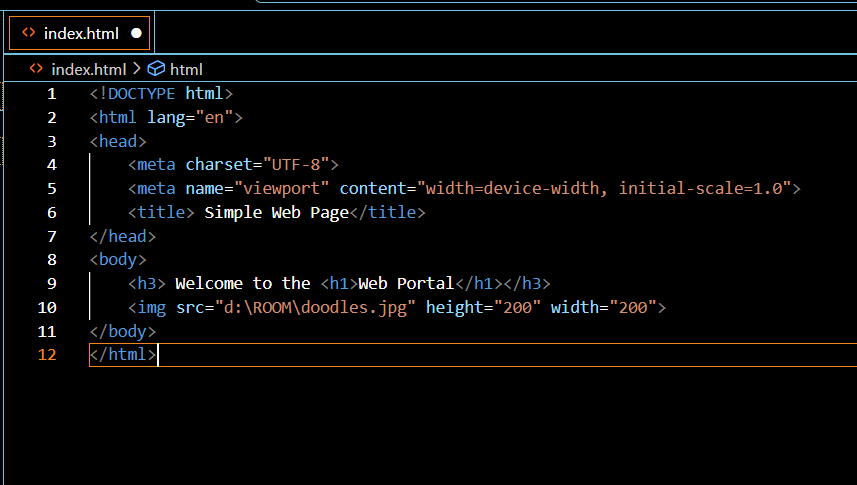 index.html
index.html > html
1 <!DOCTYPE html>
2 <html lang="en">
3 <head>
4     <meta charset="UTF-8">
5     <meta name="viewport" content="width=device-width, initial-scale=1.0">
6     <title> Simple Web Page</title>
7 </head>
8 <body>
9     <h3> Welcome to the <h1>Web Portal</h1></h3>
10     <img src="d:\ROOM\doodles.jpg" height="200" width="200">
11 </body>
12 </html>